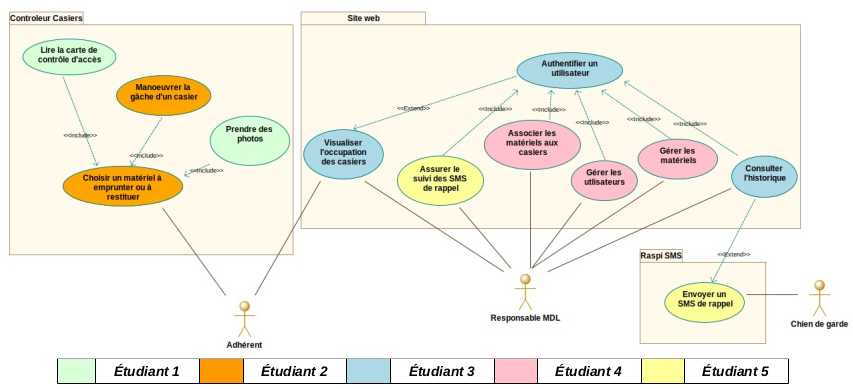 Controleur Casiers
Site web
Lire la carte de
contrôle d'accès
Manoeuvrer la
gâche d'un casier
Prendre des
photos
<<Include>>
<<Include>>
<<Include>>
Choisir un matériel à
emprunter ou à
restituer
Authentifier un
utilisateur
<<Extend>>
<<Include>>
<<Include>>
<<Include>>
<<Include>>
<<Include>>
Visualiser
l'occupation
des casiers
Assurer le
suivi des SMS
de rappel
Associer les
matériels aux
casiers
Gérer les
utlisateurs
Gérer les
matériels
Consulter
l'historique
<<Extend>>
Raspi SMS
Envoyer un
SMS de rappel
Adhérent
Responsable MDL
Chien de garde
Étudiant 1
Étudiant 2
Étudiant 3
Étudiant 4
Étudiant 5